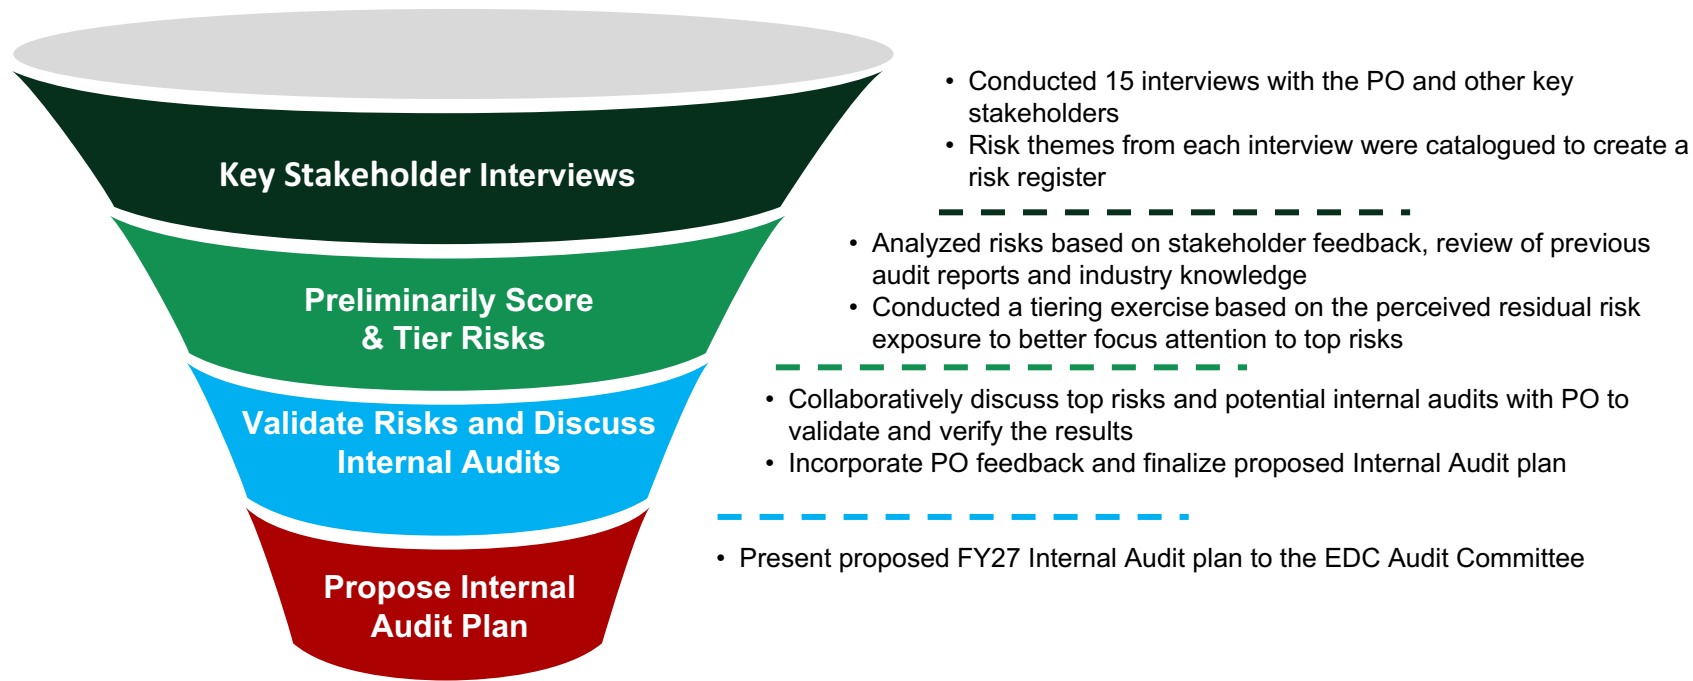 Key Stakeholder Interviews
• Conducted 15 interviews with the PO and other key
stakeholders
• Risk themes from each interview were catalogued to create a
risk register
Preliminarily Score
& Tier Risks
• Analyzed risks based on stakeholder feedback, review of previous
audit reports and industry knowledge
• Conducted a tiering exercise based on the perceived residual risk
exposure to better focus attention to top risks
Validate Risks and Discuss
Internal Audits
• Collaboratively discuss top risks and potential internal audits with PO to
validate and verify the results
• Incorporate PO feedback and finalize proposed Internal Audit plan
Propose Internal
Audit Plan
• Present proposed FY27 Internal Audit plan to the EDC Audit Committee